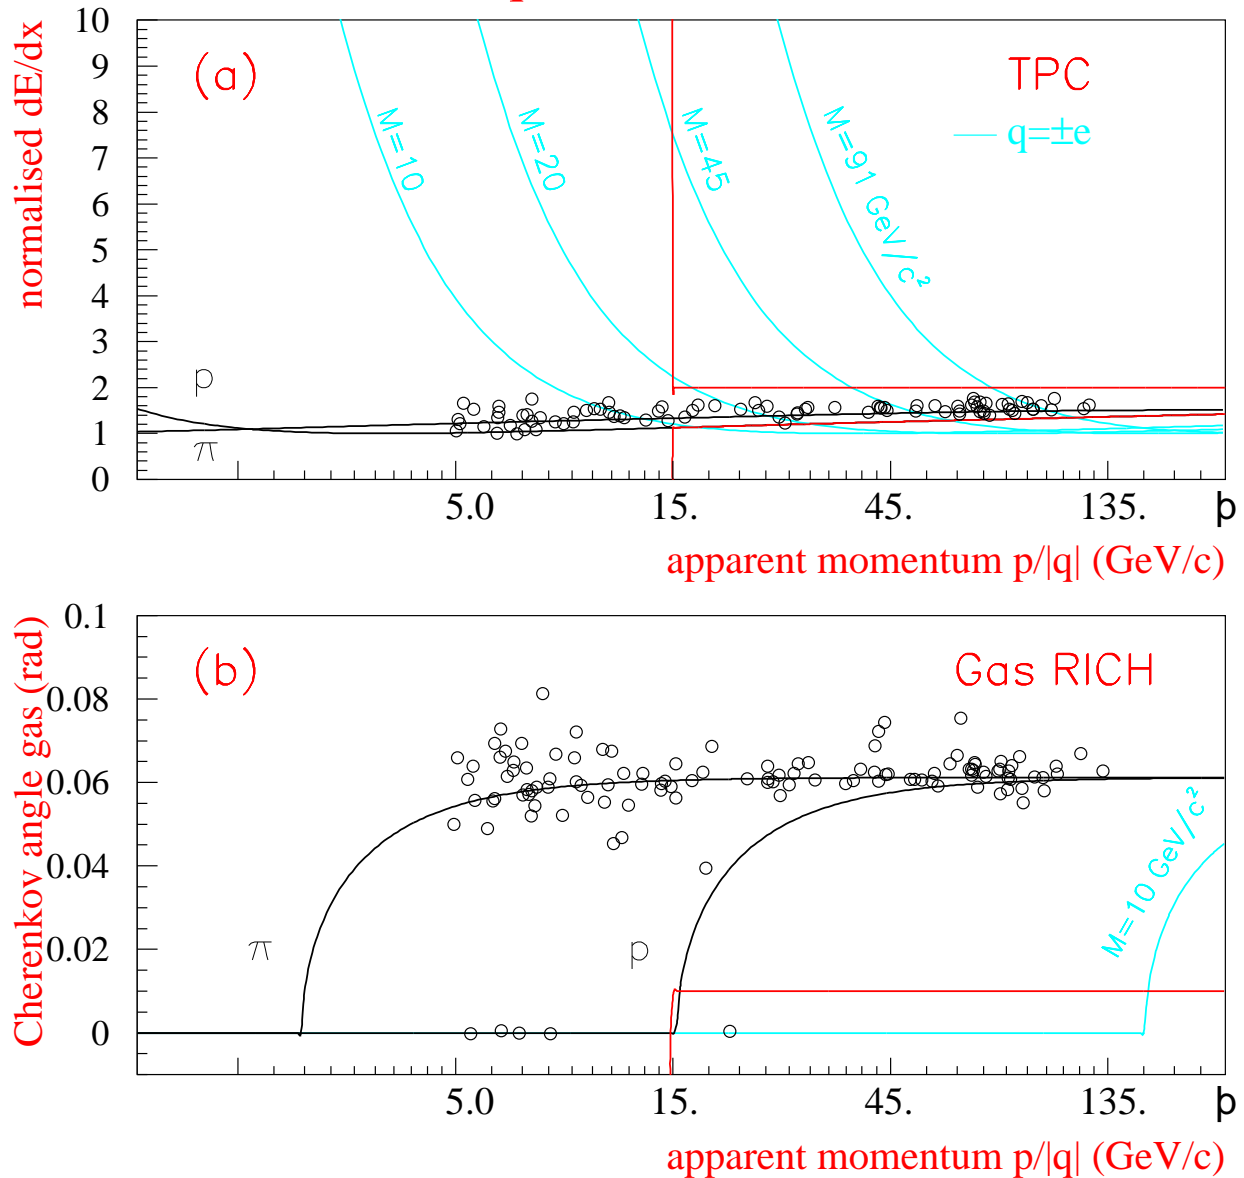 10
9
8
7
6
5
4
3
2
1
0
normalised dE/dx
(a)
TPC
q=±e
M=10
M=20
M=45
M=91 GeV/c²
p
π
5.0
15.
45.
135.
p
apparent momentum p/|q| (GeV/c)
0.1
0.08
0.06
0.04
0.02
0
Cherenkov angle gas (rad)
(b)
Gas RICH
π
p
M=10 GeV/c²
5.0
15.
45.
135.
p
apparent momentum p/|q| (GeV/c)